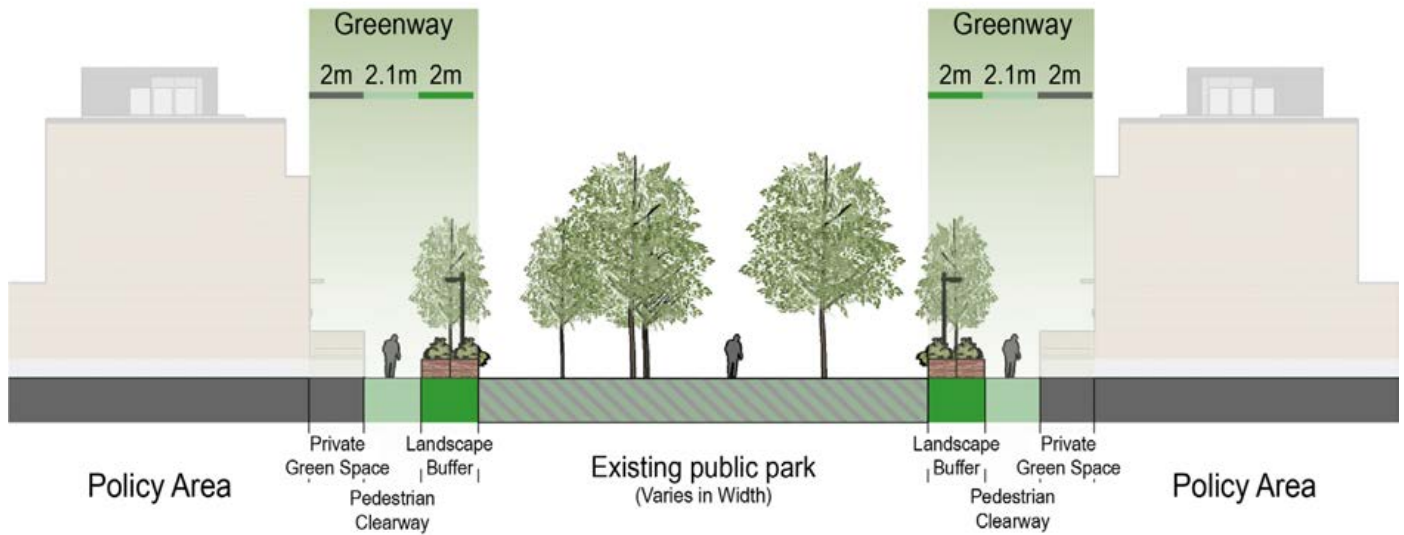 Greenway
2m 2.1m 2m
Greenway
2m 2.1m 2m
Private
Green Space
Landscape
Buffer
Pedestrian
Clearway
Policy Area
Existing public park
(Varies in Width)
Landscape
Buffer
Private
Green Space
Pedestrian
Clearway
Policy Area